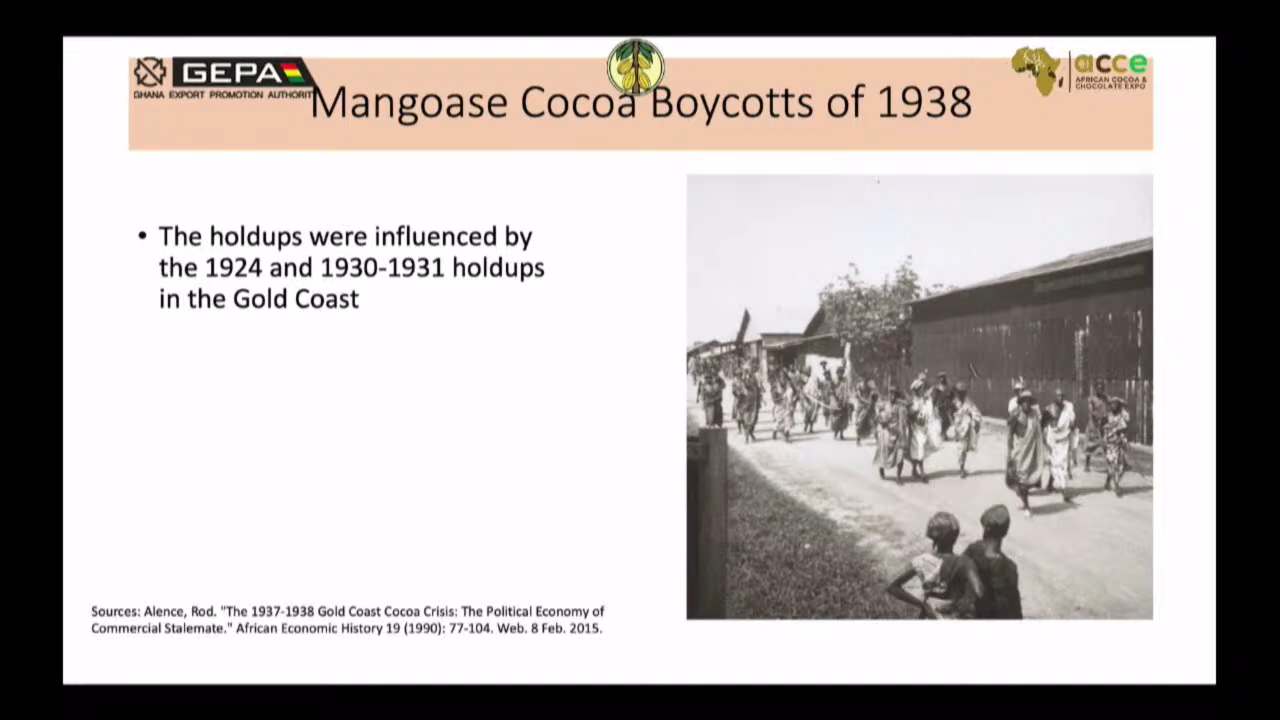 GEPA
GHANA EXPORT PROMOTION AUTHORIT
acce
AFRICAN COCOA &
CHOCOLATE EXPO
Mangoase Cocoa Boycotts of 1938
• The holdups were influenced by
the 1924 and 1930-1931 holdups
in the Gold Coast
Sources: Alence, Rod. "The 1937-1938 Gold Coast Cocoa Crisis: The Political Economy of
Commercial Stalemate." African Economic History 19 (1990): 77-104. Web. 8 Feb. 2015.